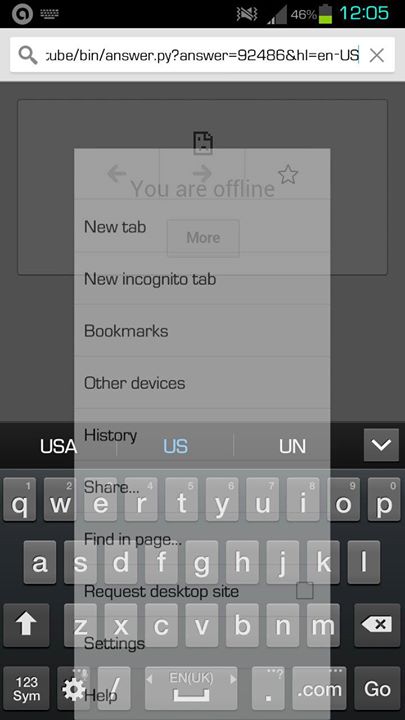 46% 12:05
:ube/bin/answer.py?answer=92486&hl=en-US
You are offline
More
New tab
New incognito tab
Bookmarks
Other devices
History
USA US UN
Share...
1 2 3 4 5 6 7 8 9 0
q w e r t y u i o p
Find in page...
a s d f g h j k l
Request desktop site
z x c v b n m
Settings
123 Sym / EN(UK) . .com Go
Help